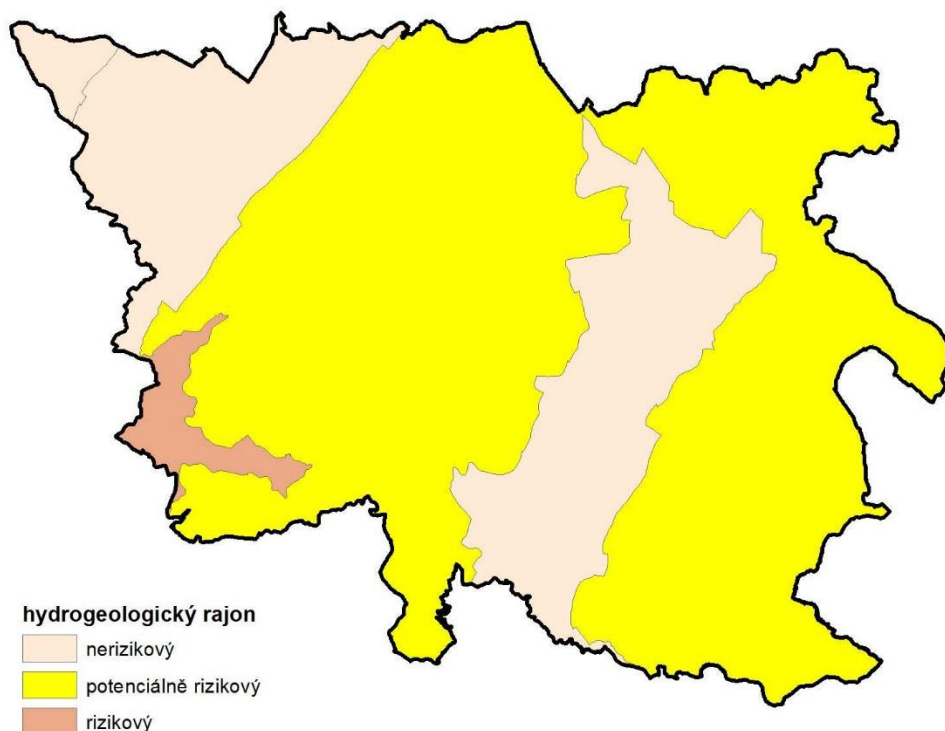 hydrogeologický rajon
nerizikový
potenciálně rizikový
rizikový